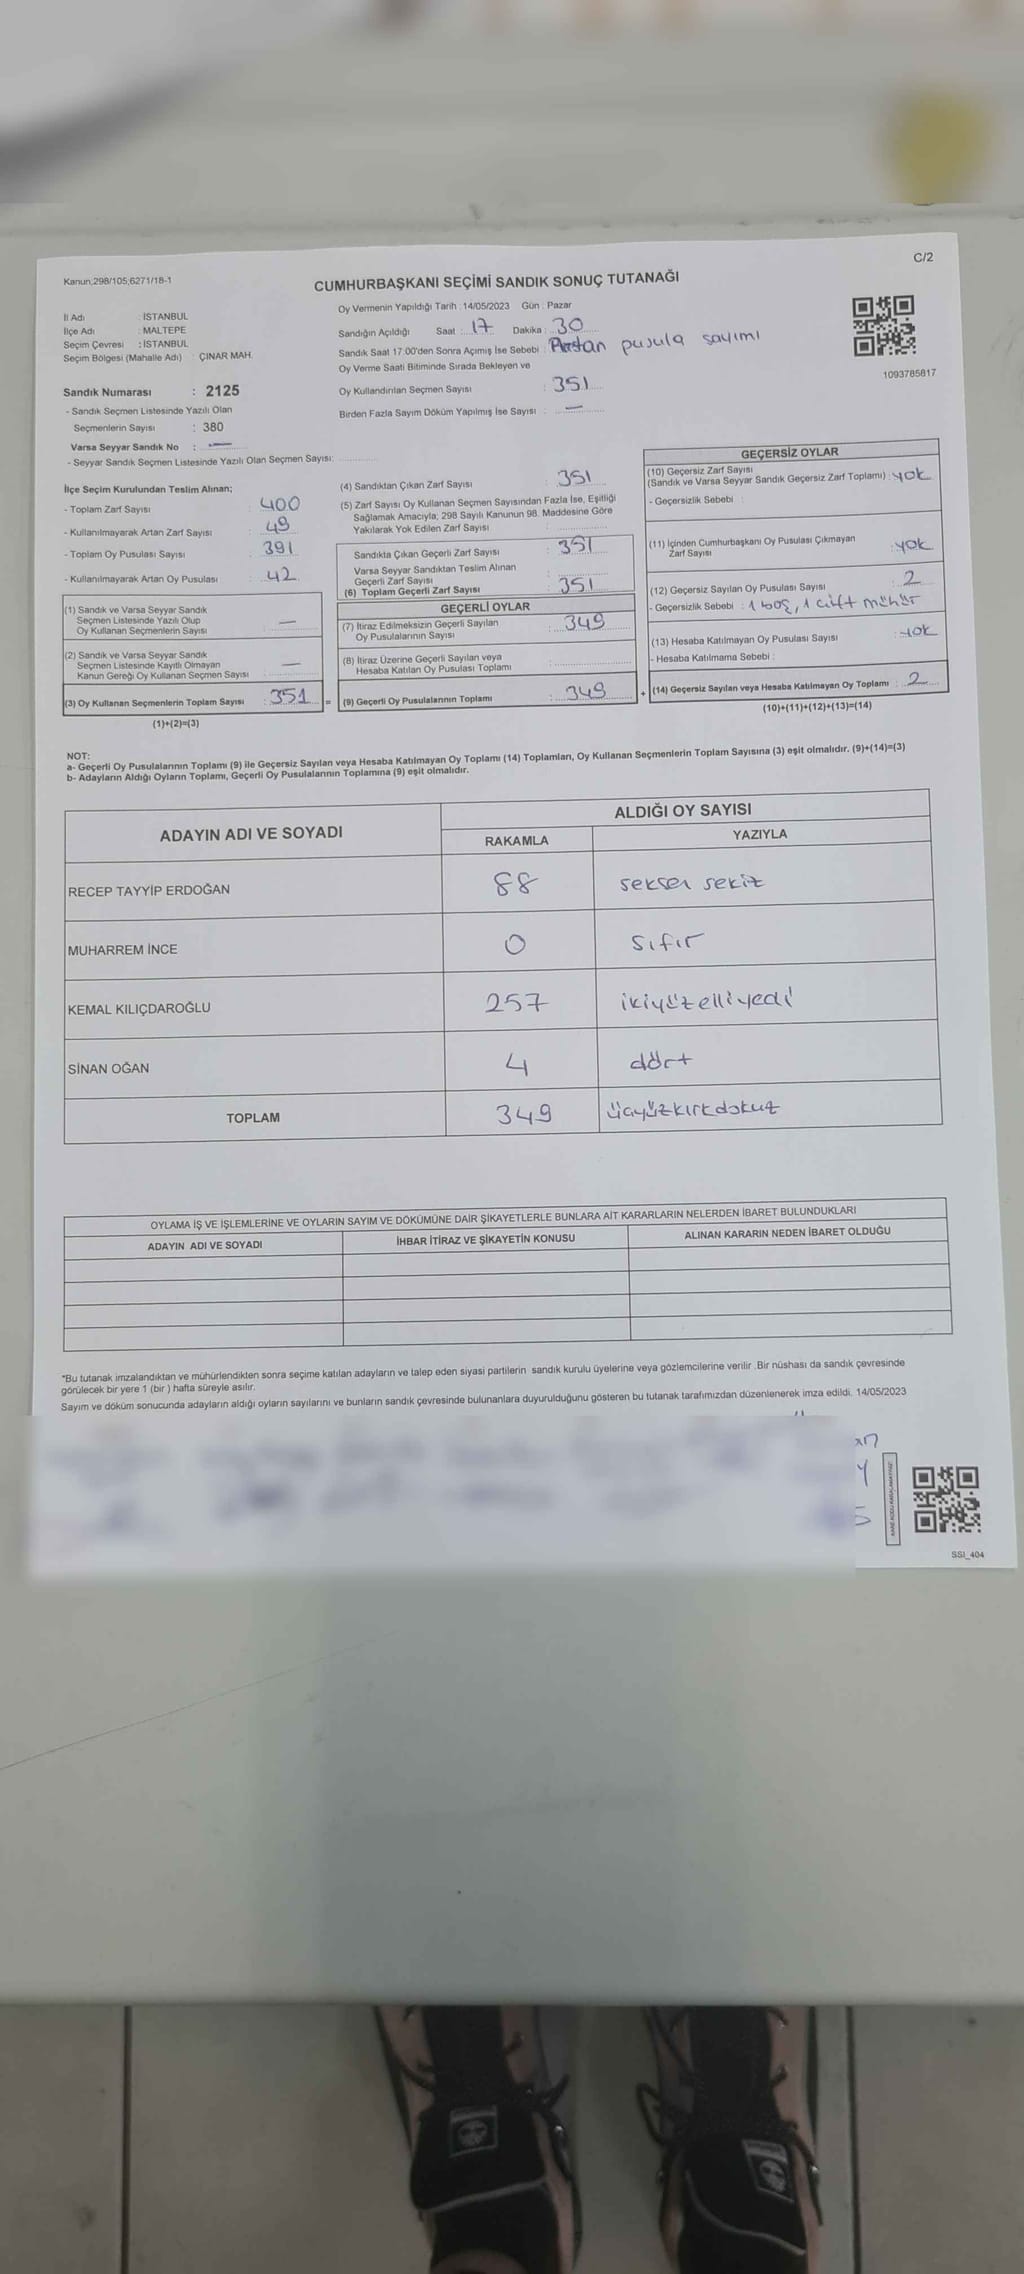 C/2
Kanun;298/105;6271/18-1
CUMHURBAŞKANI SEÇİMİ SANDIK SONUÇ TUTANAĞI
İl Adı : İSTANBUL
İlçe Adı : MALTEPE
Seçim Çevresi : İSTANBUL
Seçim Bölgesi (Mahalle Adı) : ÇINAR MAH.
Sandık Numarası : 2125
- Sandık Seçmen Listesinde Yazılı Olan
Seçmenlerin Sayısı : 380
Varsa Seyyar Sandık No : —
- Seyyar Sandık Seçmen Listesinde Yazılı Olan Seçmen Sayısı:
Oy Vermenin Yapıldığı Tarih : 14/05/2023 Gün : Pazar
Sandığın Açıldığı Saat : 17 Dakika : 30
Sandık Saat 17.00'den Sonra Açımış İse Sebebi : pusula sayımı
Oy Verme Saati Bitiminde Sırada Bekleyen ve
Oy Kullandırılan Seçmen Sayısı : 351
Birden Fazla Sayım Döküm Yapılmış İse Sayısı : —
1093785817
İlçe Seçim Kurulundan Teslim Alınan;
- Toplam Zarf Sayısı : 400
- Kullanılmayarak Artan Zarf Sayısı : 49
- Toplam Oy Pusulası Sayısı : 391
- Kullanılmayarak Artan Oy Pusulası : 42
(1) Sandık ve Varsa Seyyar Sandık
Seçmen Listesinde Yazılı Olup
Oy Kullanan Seçmenlerin Sayısı : —
(2) Sandık ve Varsa Seyyar Sandık
Seçmen Listesinde Kayıtlı Olmayan
Kanun Gereği Oy Kullanan Seçmen Sayısı : —
(3) Oy Kullanan Seçmenlerin Toplam Sayısı : 351 =
(1)+(2)=(3)
(4) Sandıktan Çıkan Zarf Sayısı : 351
(5) Zarf Sayısı Oy Kullanan Seçmen Sayısından Fazla İse, Eşitliği
Sağlamak Amacıyla; 298 Sayılı Kanunun 98. Maddesine Göre
Yakılarak Yok Edilen Zarf Sayısı :
Sandıkta Çıkan Geçerli Zarf Sayısı : 351
Varsa Seyyar Sandıktan Teslim Alınan
Geçerli Zarf Sayısı :
(6) Toplam Geçerli Zarf Sayısı : 351
GEÇERLİ OYLAR
(7) İtiraz Edilmeksizin Geçerli Sayılan
Oy Pusulalarının Sayısı : 349
(8) İtiraz Üzerine Geçerli Sayılan veya
Hesaba Katılan Oy Pusulası Toplamı :
(9) Geçerli Oy Pusulalarının Toplamı : 349 +
GEÇERSİZ OYLAR
(10) Geçersiz Zarf Sayısı
(Sandık ve Varsa Seyyar Sandık Geçersiz Zarf Toplamı) : yok
- Geçersizlik Sebebi :
(11) İçinden Cumhurbaşkanı Oy Pusulası Çıkmayan
Zarf Sayısı : yok
(12) Geçersiz Sayılan Oy Pusulası Sayısı : 2
- Geçersizlik Sebebi : 1 boş, 1 çift mühür
(13) Hesaba Katılmayan Oy Pusulası Sayısı : yok
- Hesaba Katılmama Sebebi :
(14) Geçersiz Sayılan veya Hesaba Katılmayan Oy Toplamı : 2
(10)+(11)+(12)+(13)=(14)
NOT:
a- Geçerli Oy Pusulalarının Toplamı (9) ile Geçersiz Sayılan veya Hesaba Katılmayan Oy Toplamı (14) Toplamları, Oy Kullanan Seçmenlerin Toplam Sayısına (3) eşit olmalıdır. (9)+(14)=(3)
b- Adayların Aldığı Oyların Toplamı, Geçerli Oy Pusulalarının Toplamına (9) eşit olmalıdır.
ADAYIN ADI VE SOYADI ALDIĞI OY SAYISI
RAKAMLA YAZIYLA
RECEP TAYYİP ERDOĞAN 88 seksen sekiz
MUHARREM İNCE 0 sıfır
KEMAL KILIÇDAROĞLU 257 ikiyüzelliyedi
SİNAN OĞAN 4 dört
TOPLAM 349 üçyüzkırkdokuz
OYLAMA İŞ VE İŞLEMLERİNE VE OYLARIN SAYIM VE DÖKÜMÜNE DAİR ŞİKAYETLERLE BUNLARA AİT KARARLARIN NELERDEN İBARET BULUNDUKLARI
ADAYIN ADI VE SOYADI İHBAR İTİRAZ VE ŞİKAYETİN KONUSU ALINAN KARARIN NEDEN İBARET OLDUĞU
*Bu tutanak imzalandıktan ve mühürlendikten sonra seçime katılan adayların ve talep eden siyasi partilerin sandık kurulu üyelerine veya gözlemcilerine verilir .Bir nüshası da sandık çevresinde
görülecek bir yere 1 (bir ) hafta süreyle asılır.
Sayım ve döküm sonucunda adayların aldığı oyların sayılarını ve bunların sandık çevresinde bulunanlara duyurulduğunu gösteren bu tutanak tarafımızdan düzenlenerek imza edildi. 14/05/2023
SSI_404